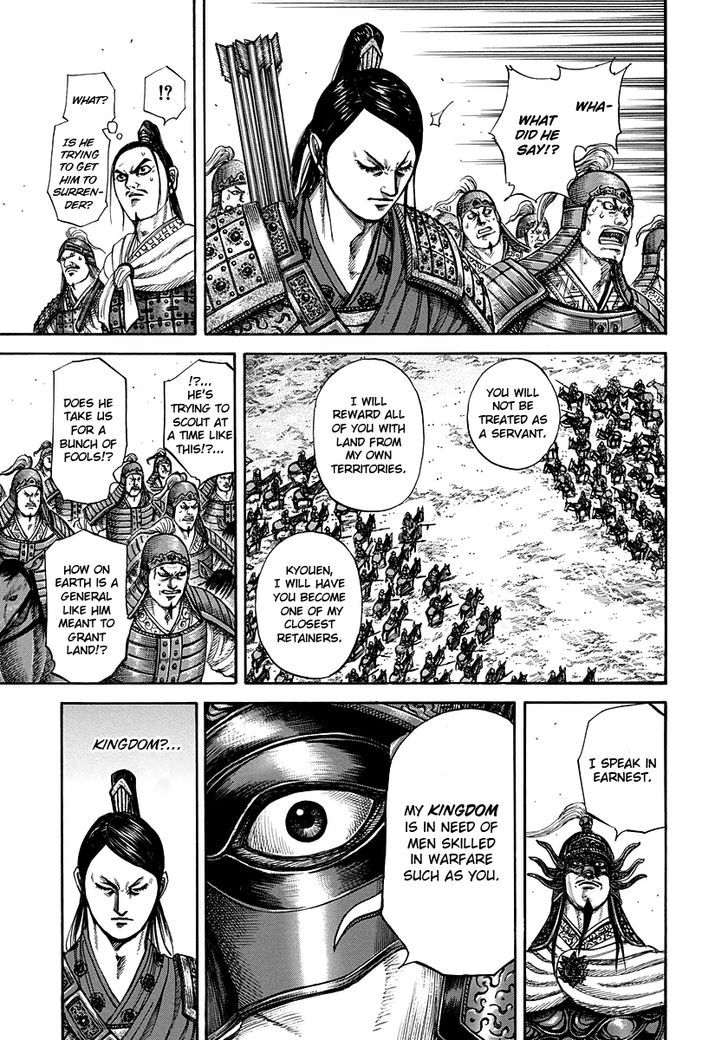 WHA-
WHAT
DID HE
SAY!?
!?
WHAT?
IS HE
TRYING
TO GET
HIM TO
SURREN-
DER?
YOU WILL
NOT BE
TREATED AS
A SERVANT.
I WILL
REWARD ALL
OF YOU WITH
LAND FROM
MY OWN
TERRITORIES.
KYOUEN,
I WILL HAVE
YOU BECOME
ONE OF MY
CLOSEST
RETAINERS.
!?...
HE'S
TRYING TO
SCOUT AT
A TIME LIKE
THIS!?...
DOES HE
TAKE US
FOR A
BUNCH OF
FOOLS!?
HOW ON
EARTH IS A
GENERAL
LIKE HIM
MEANT TO
GRANT
LAND!?
I SPEAK IN
EARNEST.
MY KINGDOM
IS IN NEED OF
MEN SKILLED
IN WARFARE
SUCH AS YOU.
KINGDOM?...